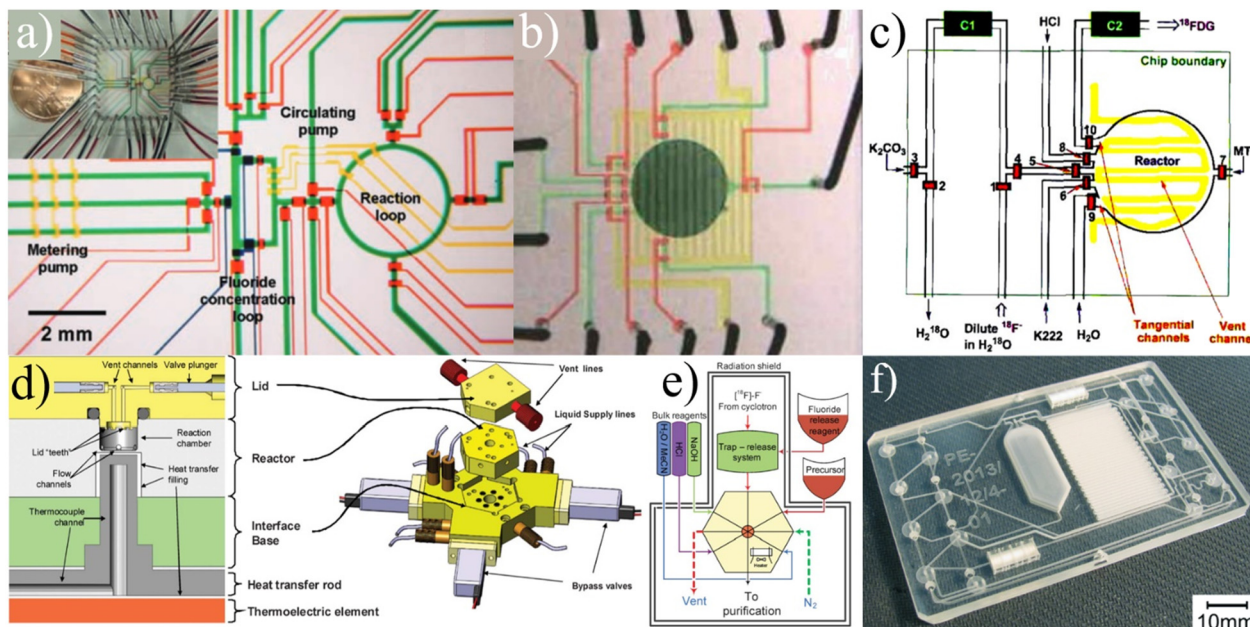 a)
Circulating
pump
Reaction
loop
Metering
pump
Fluoride
concentration
loop
2 mm
b)
c)
C1
HCl
C2
18FDG
Chip boundary
K2CO3
3
2
1
4
5
8
10
6
9
Reactor
7
MT
H2 18O
Dilute 18F-
in H2 18O
K222
H2O
Tangential
channels
Vent
channel
d)
Vent channels
Valve plunger
Lid 'teeth'
Flow
channels
Reaction
chamber
Heat transfer
filling
Thermocouple
channel
Lid
Reactor
Interface
Base
Heat transfer rod
Thermoelectric element
Vent lines
Liquid Supply lines
Bypass valves
e)
Radiation shield
[18F]-F-
From cyclotron
Bulk reagents
H2O / MeCN
HCl
NaOH
Trap – release
system
Fluoride
release reagent
Precursor
Heater
Vent
To
purification
N2
f)
PE-
2013/
01
10mm